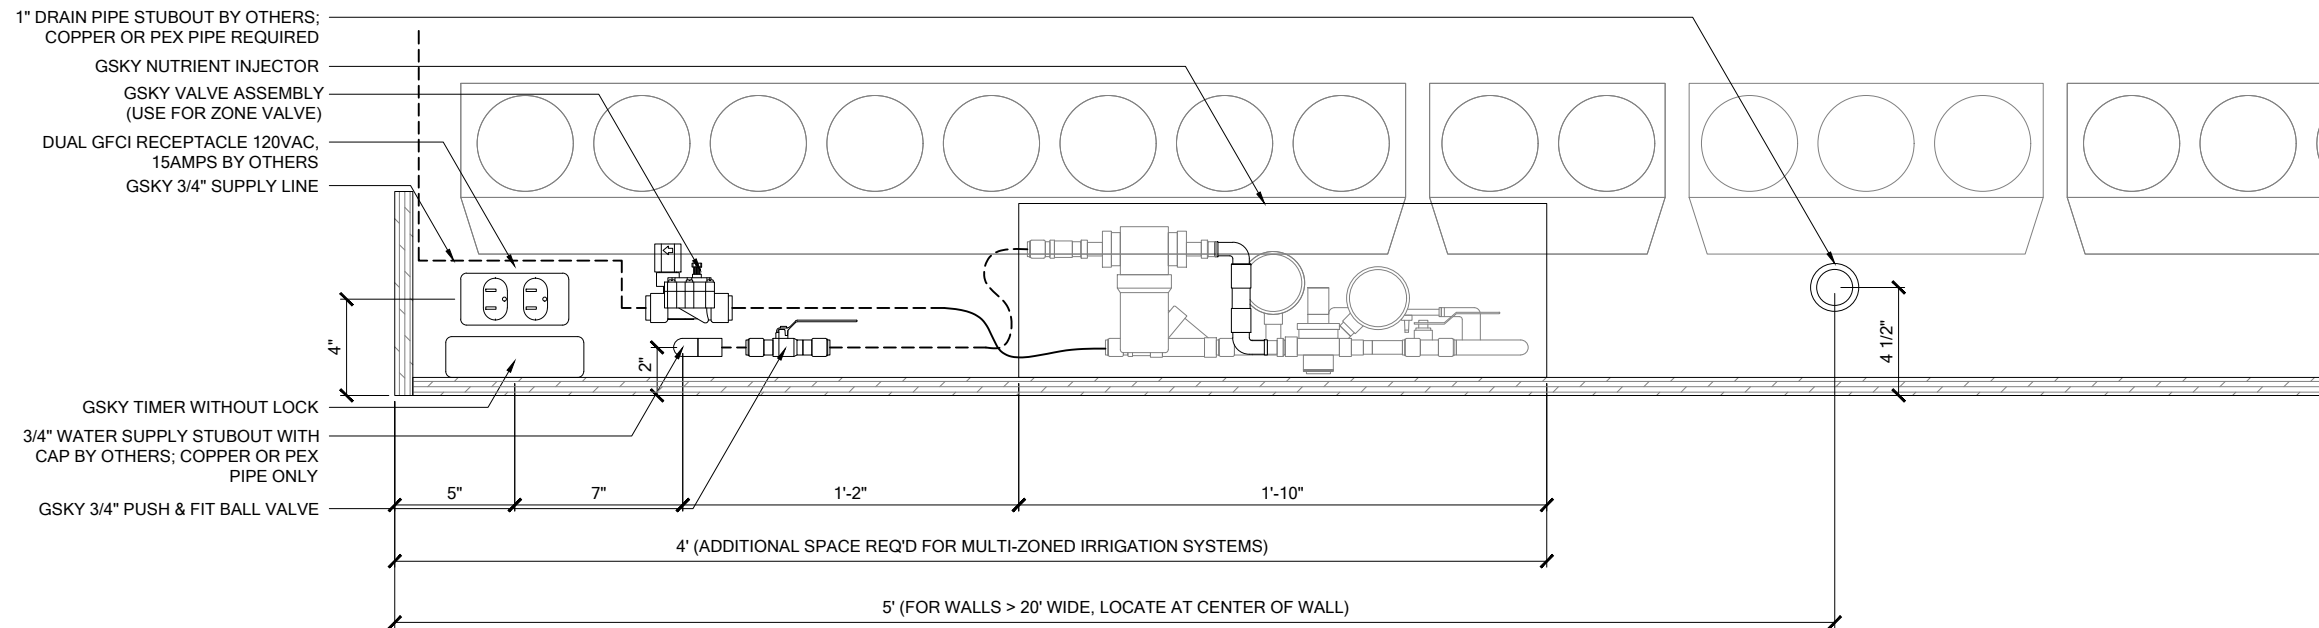 1" DRAIN PIPE STUBOUT BY OTHERS;
COPPER OR PEX PIPE REQUIRED
GSKY NUTRIENT INJECTOR
GSKY VALVE ASSEMBLY
(USE FOR ZONE VALVE)
DUAL GFCI RECEPTACLE 120VAC,
15AMPS BY OTHERS
GSKY 3/4" SUPPLY LINE
4"
2"
4 1/2"
GSKY TIMER WITHOUT LOCK
3/4" WATER SUPPLY STUBOUT WITH
CAP BY OTHERS; COPPER OR PEX
PIPE ONLY
GSKY 3/4" PUSH & FIT BALL VALVE
5"
7"
1'-2"
1'-10"
4' (ADDITIONAL SPACE REQ'D FOR MULTI-ZONED IRRIGATION SYSTEMS)
5' (FOR WALLS > 20' WIDE, LOCATE AT CENTER OF WALL)